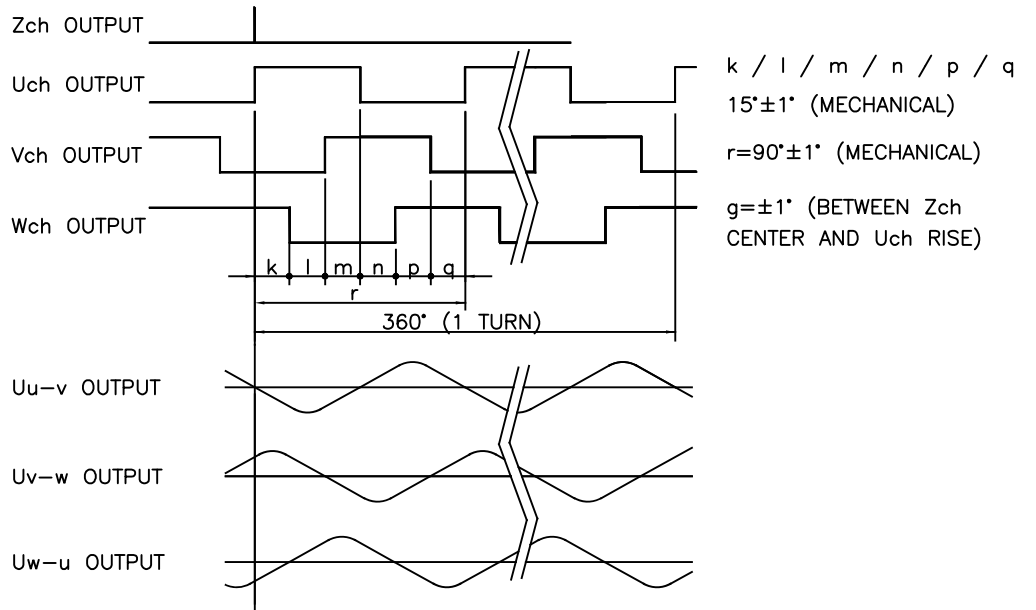 Zch OUTPUT
Uch OUTPUT
Vch OUTPUT
Wch OUTPUT
k l m n p q
r
360° (1 TURN)
k / l / m / n / p / q
15°±1° (MECHANICAL)
r=90°±1° (MECHANICAL)
g=±1° (BETWEEN Zch
CENTER AND Uch RISE)
Uu–v OUTPUT
Uv–w OUTPUT
Uw–u OUTPUT